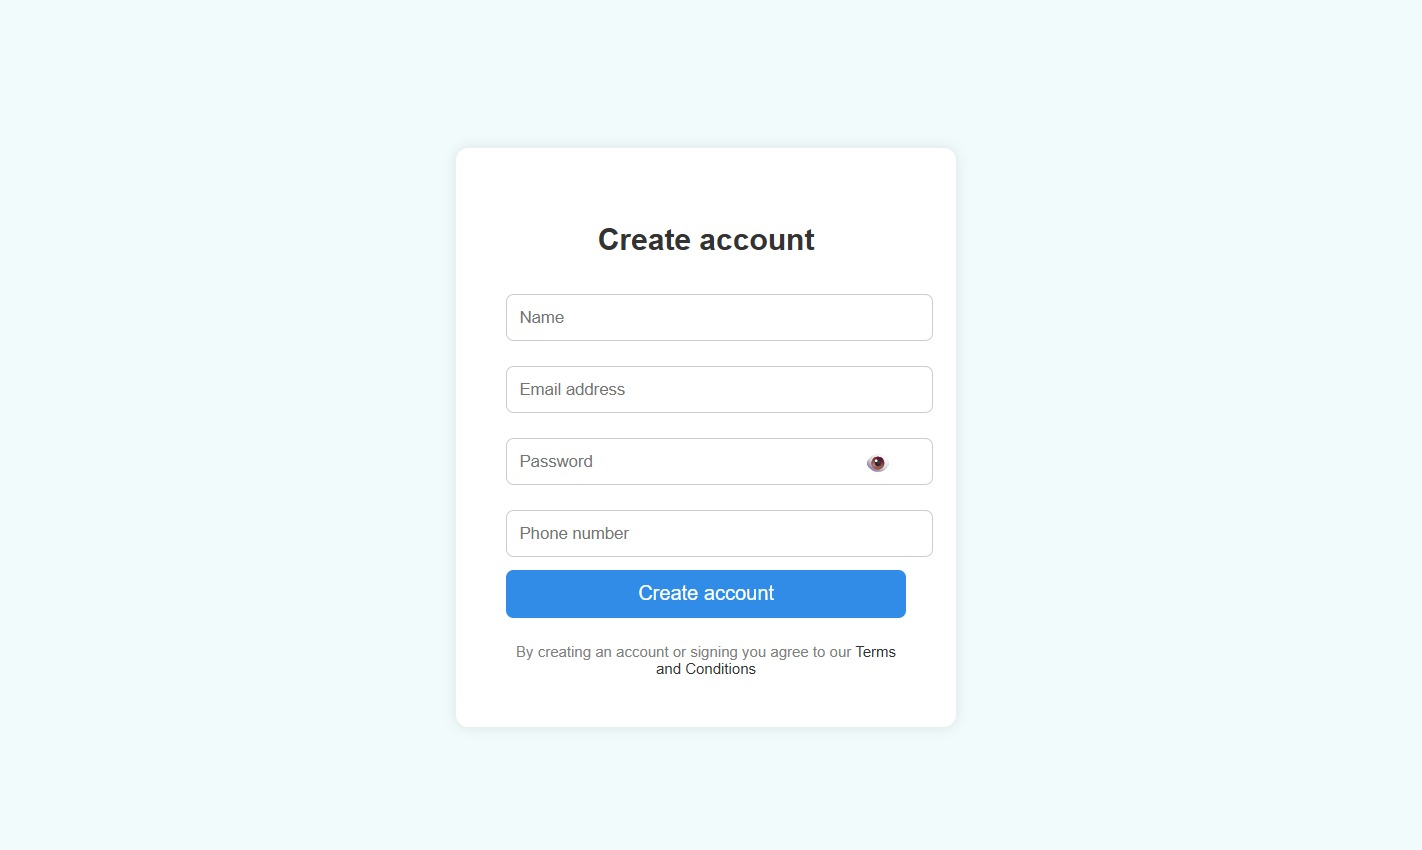 Create account
Name
Email address
Password
Phone number
Create account
By creating an account or signing you agree to our Terms
and Conditions